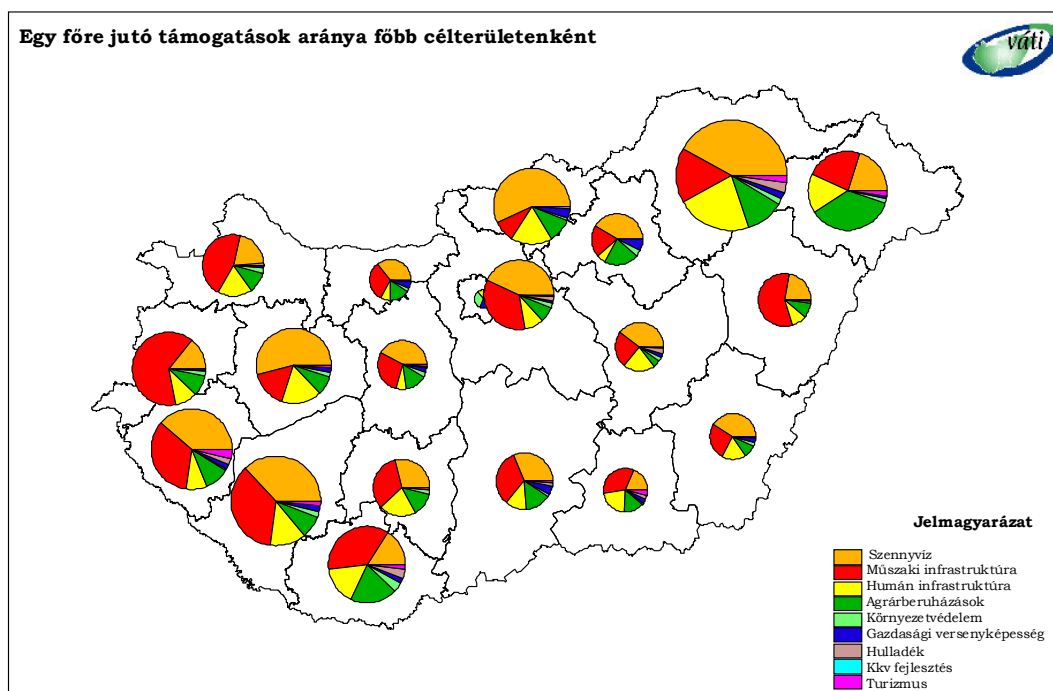 Egy főre jutó támogatások aránya főbb célterületenként
váti
Jelmagyarázat
Szennyvíz
Műszaki infrastruktúra
Humán infrastruktúra
Agrárberuházások
Környezetvédelem
Gazdasági versenyképesség
Hulladék
Kkv fejlesztés
Turizmus